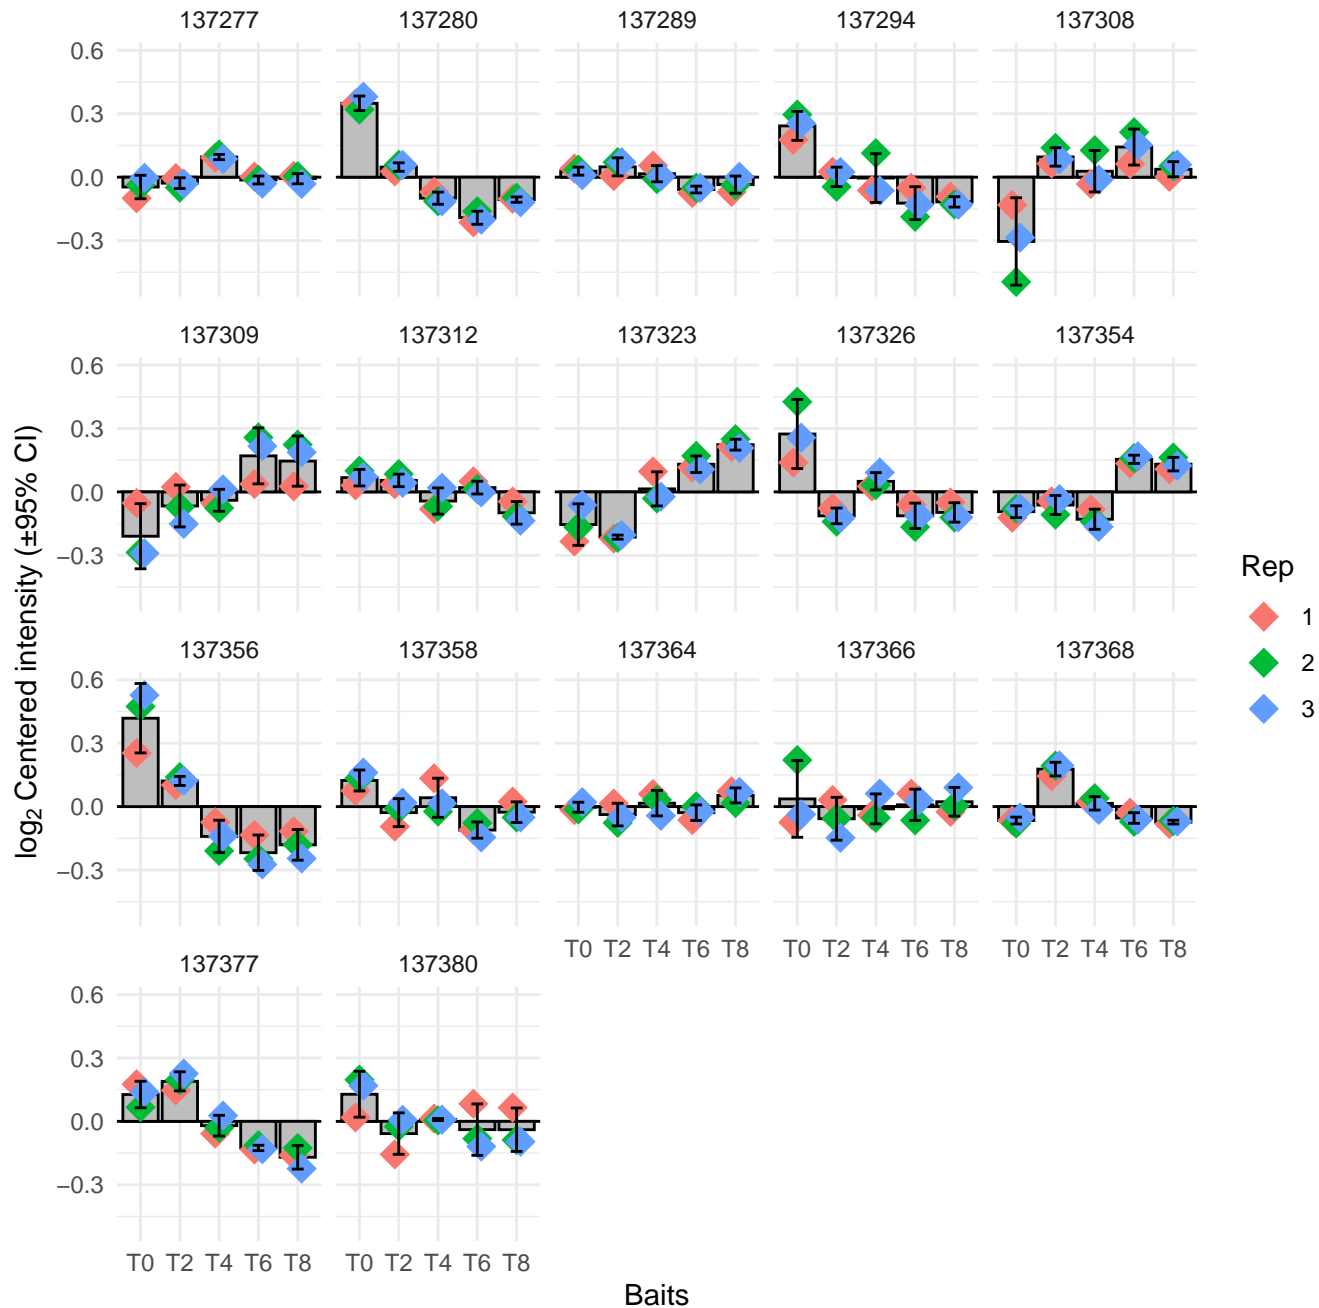 137277 137280 137289 137294 137308
0.6
0.3
0.0
−0.3
137309 137312 137323 137326 137354
0.6
0.3
0.0
−0.3
log2 Centered intensity (±95% CI)
Rep
1
2
3
137356 137358 137364 137366 137368
0.6
0.3
0.0
−0.3
T0 T2 T4 T6 T8 T0 T2 T4 T6 T8 T0 T2 T4 T6 T8
137377 137380
0.6
0.3
0.0
−0.3
T0 T2 T4 T6 T8 T0 T2 T4 T6 T8
Baits